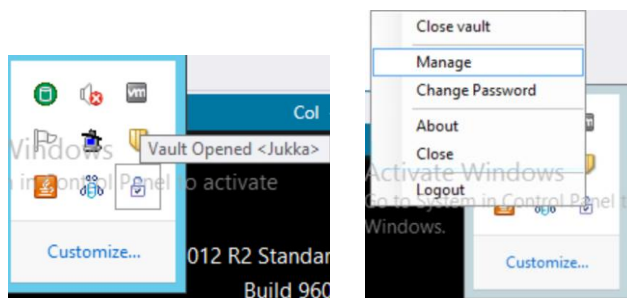 Col
Vault Opened <Jukka>
Windows
in Control Panel to activate
Customize...
012 R2 Standar
Build 960
Close vault
Manage
Change Password
About
Close
Logout
Activate Windows
Go to System in Control Panel t
Windows.
Customize...